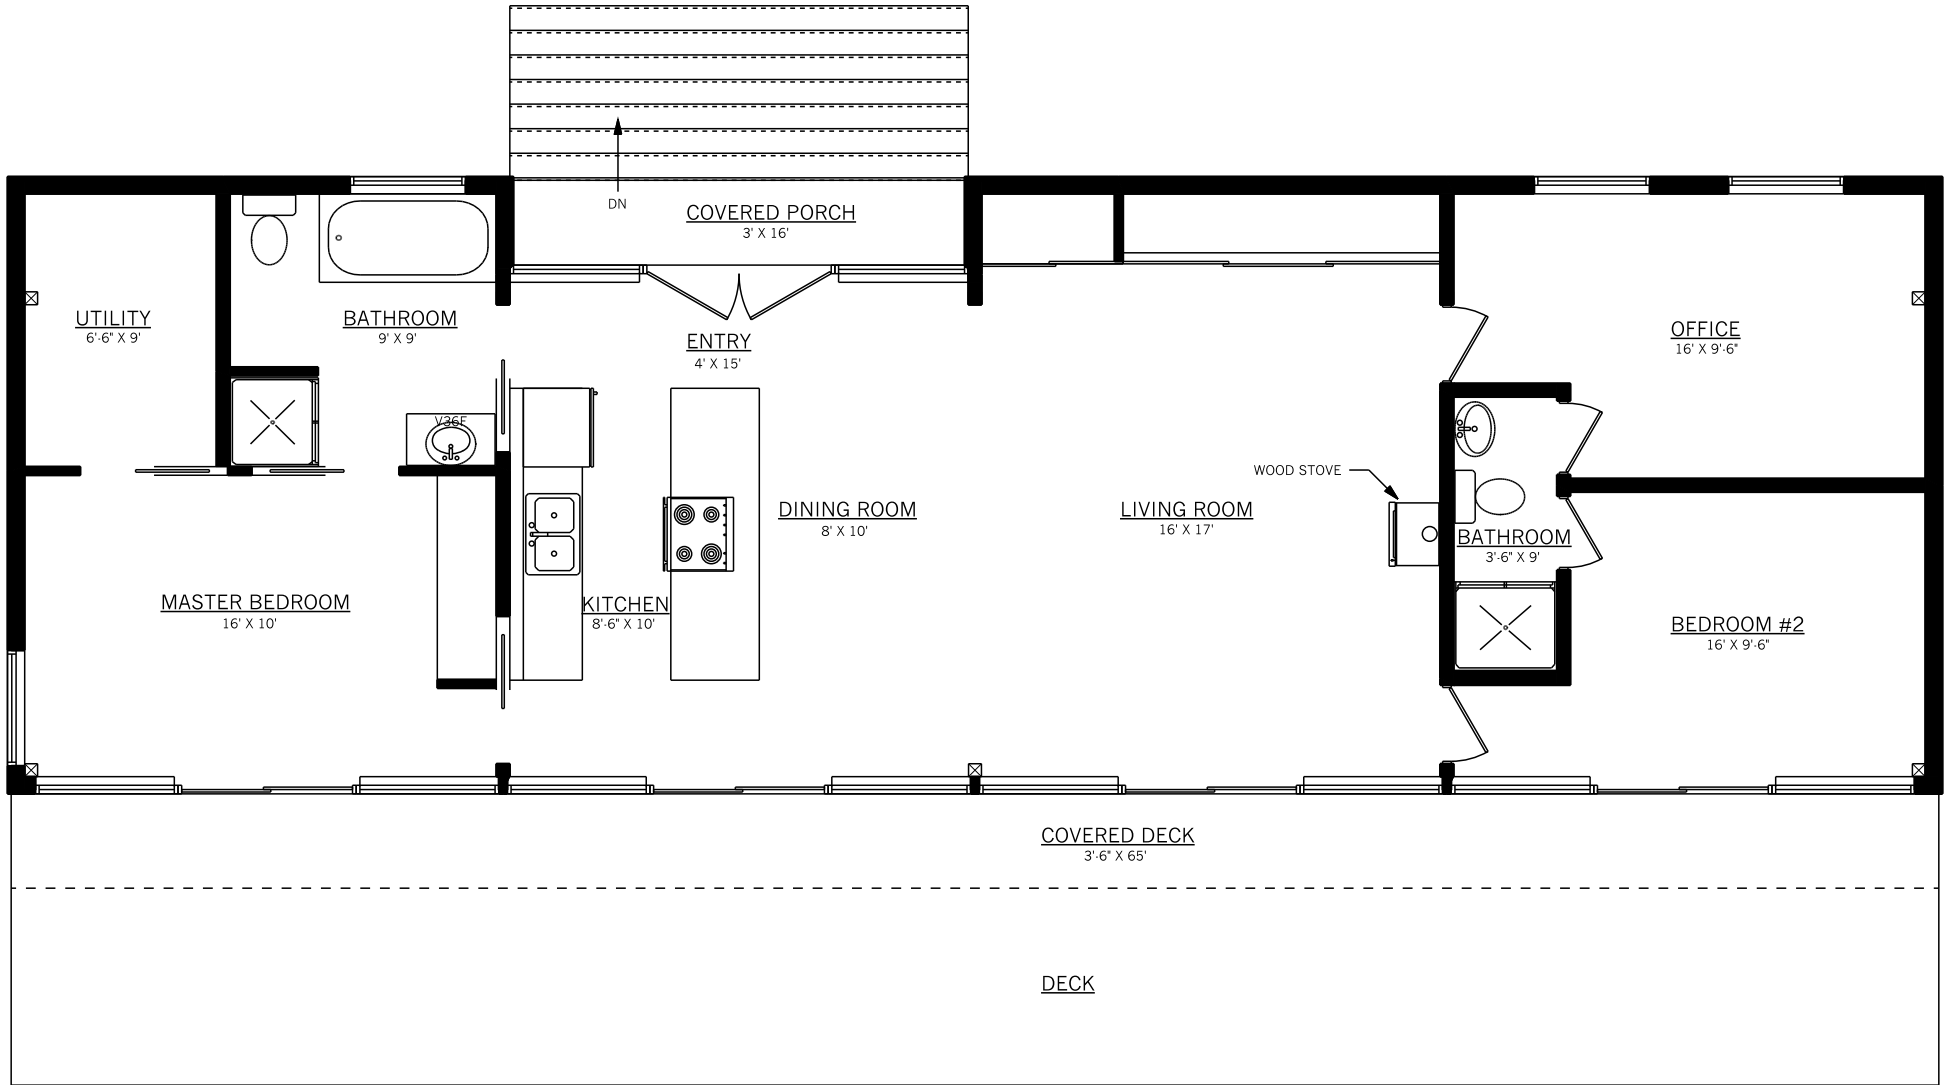 DN
COVERED PORCH
3' X 16'
UTILITY
6'-6" X 9'
BATHROOM
9' X 9'
ENTRY
4' X 15'
OFFICE
16' X 9'-6"
V36F
WOOD STOVE
DINING ROOM
8' X 10'
LIVING ROOM
16' X 17'
BATHROOM
3'-6" X 9'
MASTER BEDROOM
16' X 10'
KITCHEN
8'-6" X 10'
BEDROOM #2
16' X 9'-6"
COVERED DECK
3'-6" X 65'
DECK